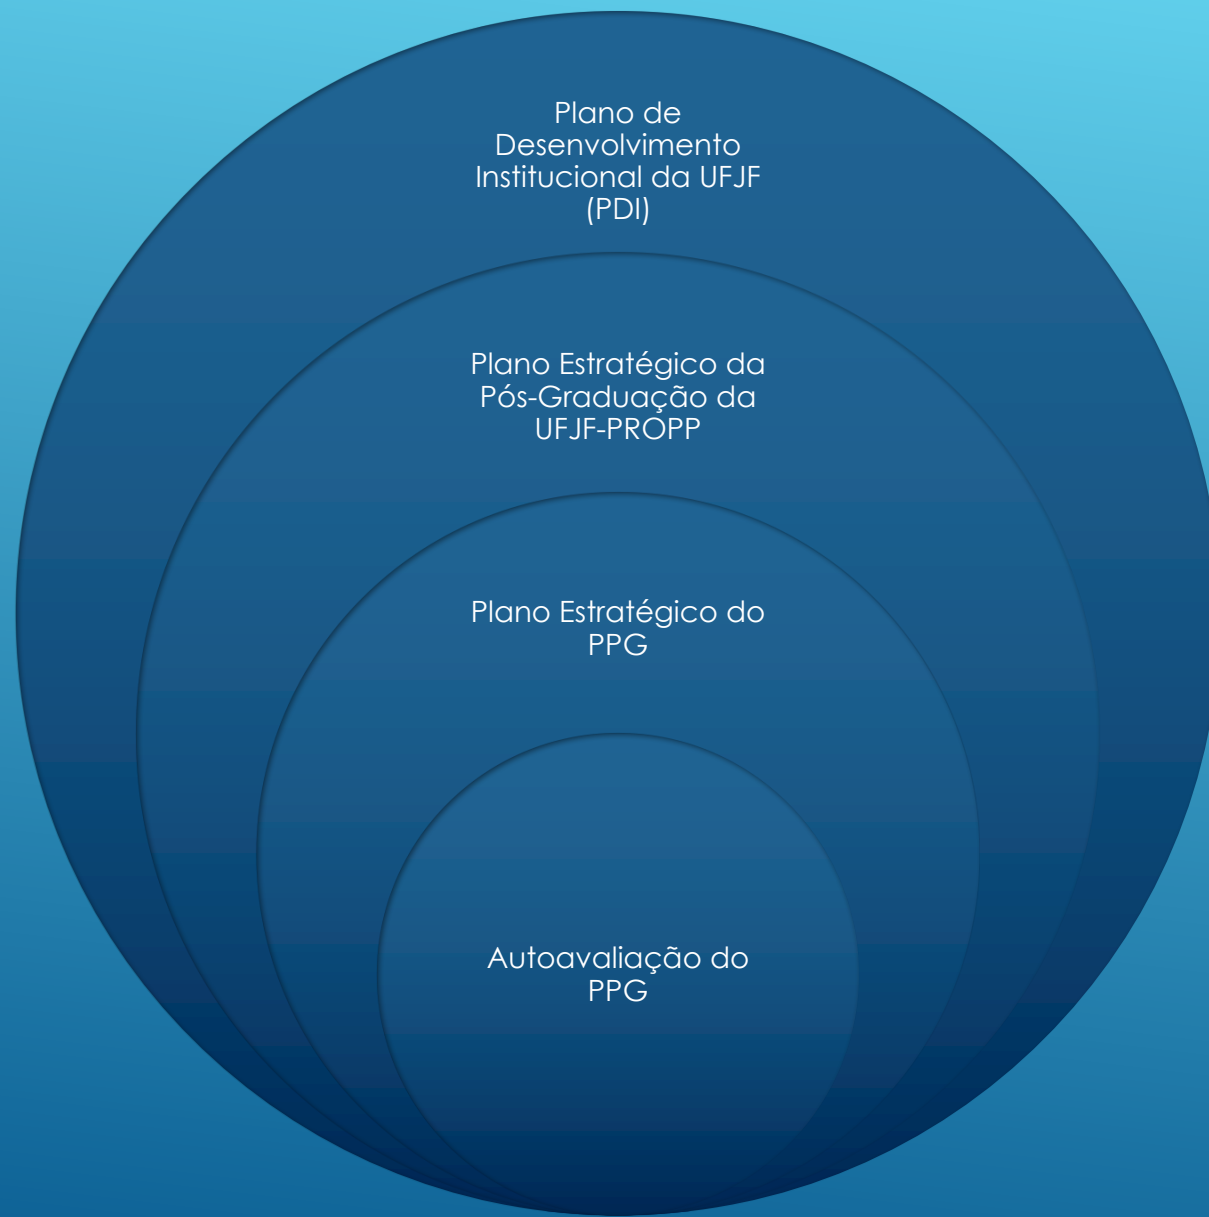 Plano de
Desenvolvimento
Institucional da UFJF
(PDI)
Plano Estratégico da
Pós-Graduação da
UFJF-PROPP
Plano Estratégico do
PPG
Autoavaliação do
PPG